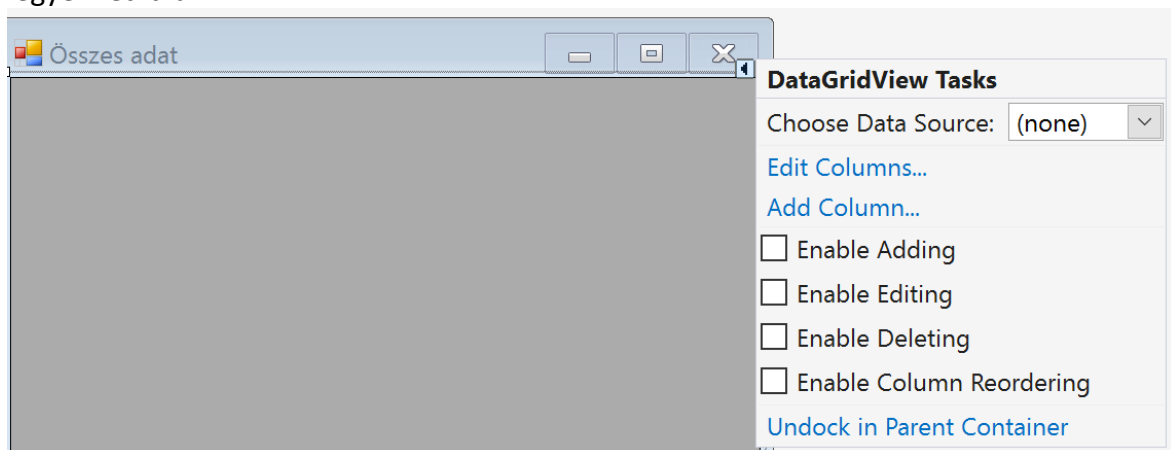 Összes adat
DataGridView Tasks
Choose Data Source: (none)
Edit Columns...
Add Column...
Enable Adding
Enable Editing
Enable Deleting
Enable Column Reordering
Undock in Parent Container